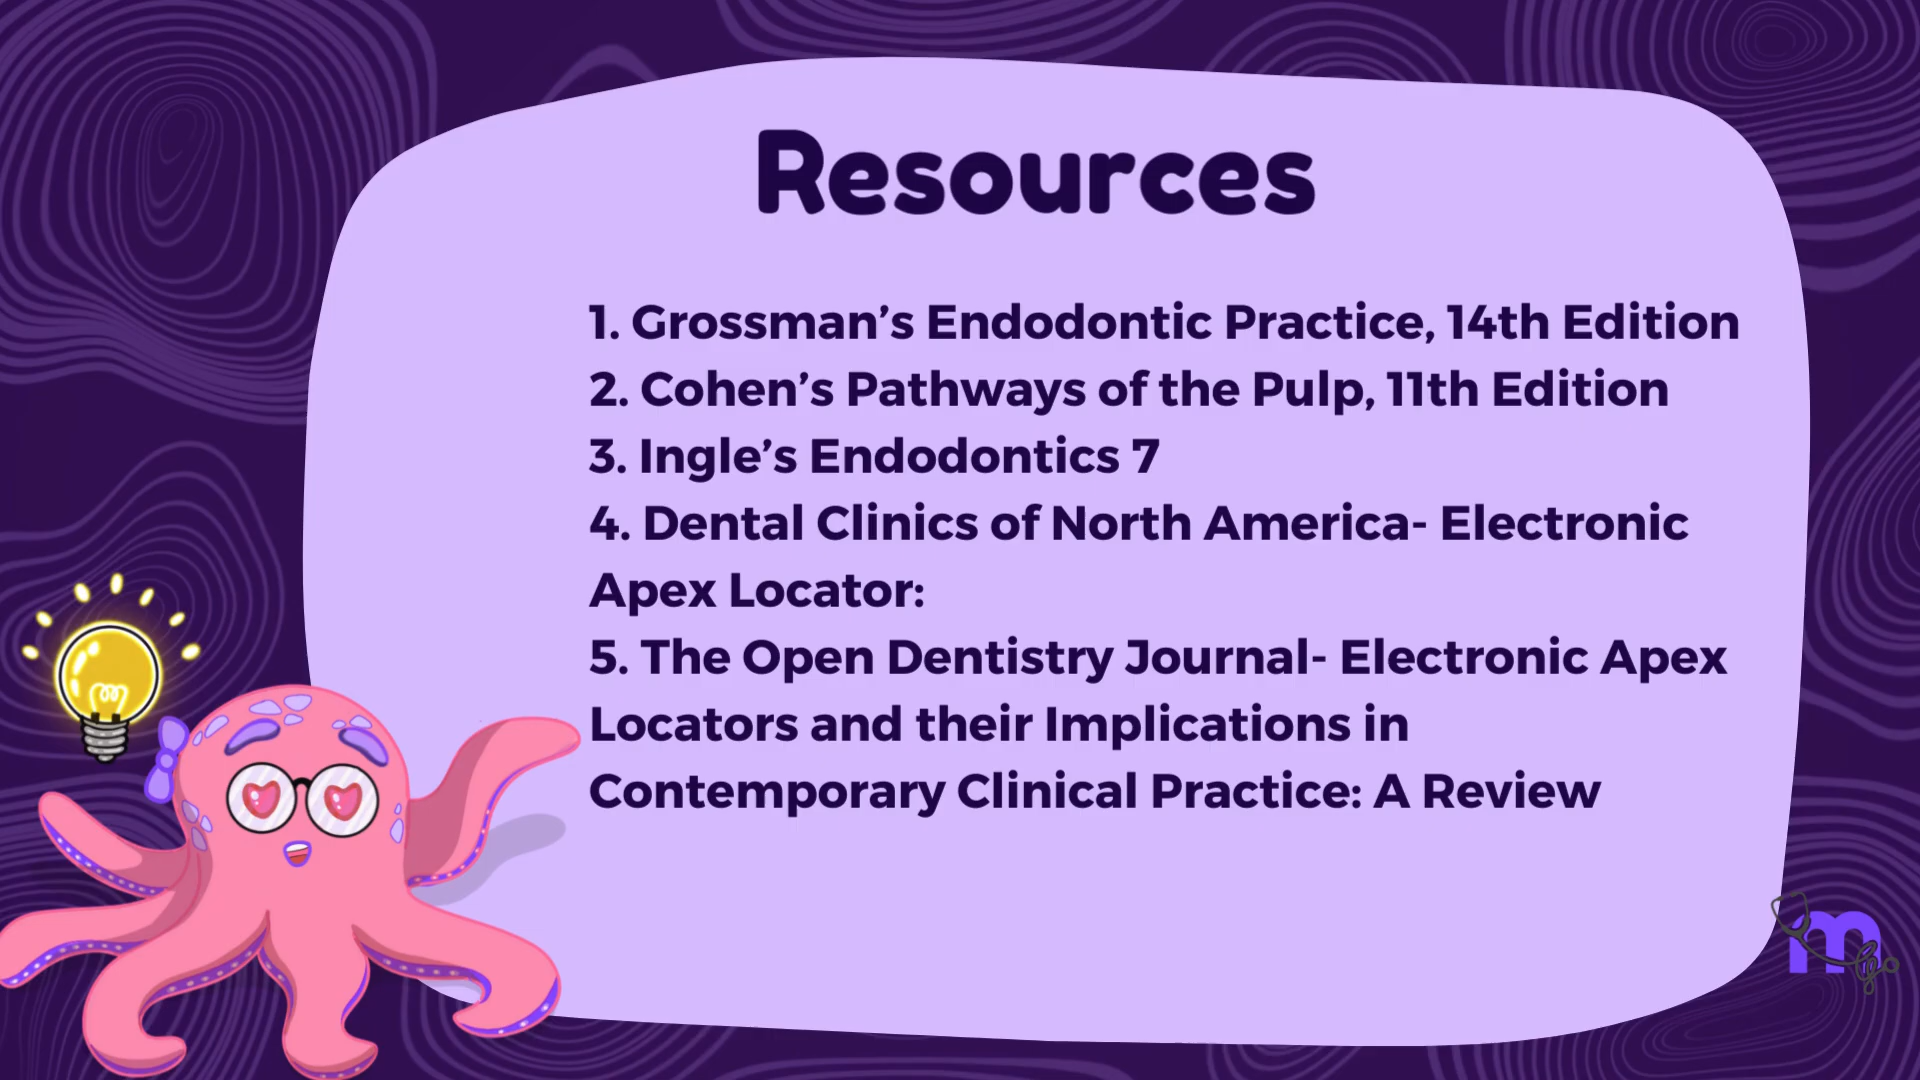 Resources
1. Grossman’s Endodontic Practice, 14th Edition
2. Cohen’s Pathways of the Pulp, 11th Edition
3. Ingle’s Endodontics 7
4. Dental Clinics of North America- Electronic
Apex Locator:
5. The Open Dentistry Journal- Electronic Apex
Locators and their Implications in
Contemporary Clinical Practice: A Review
m
go